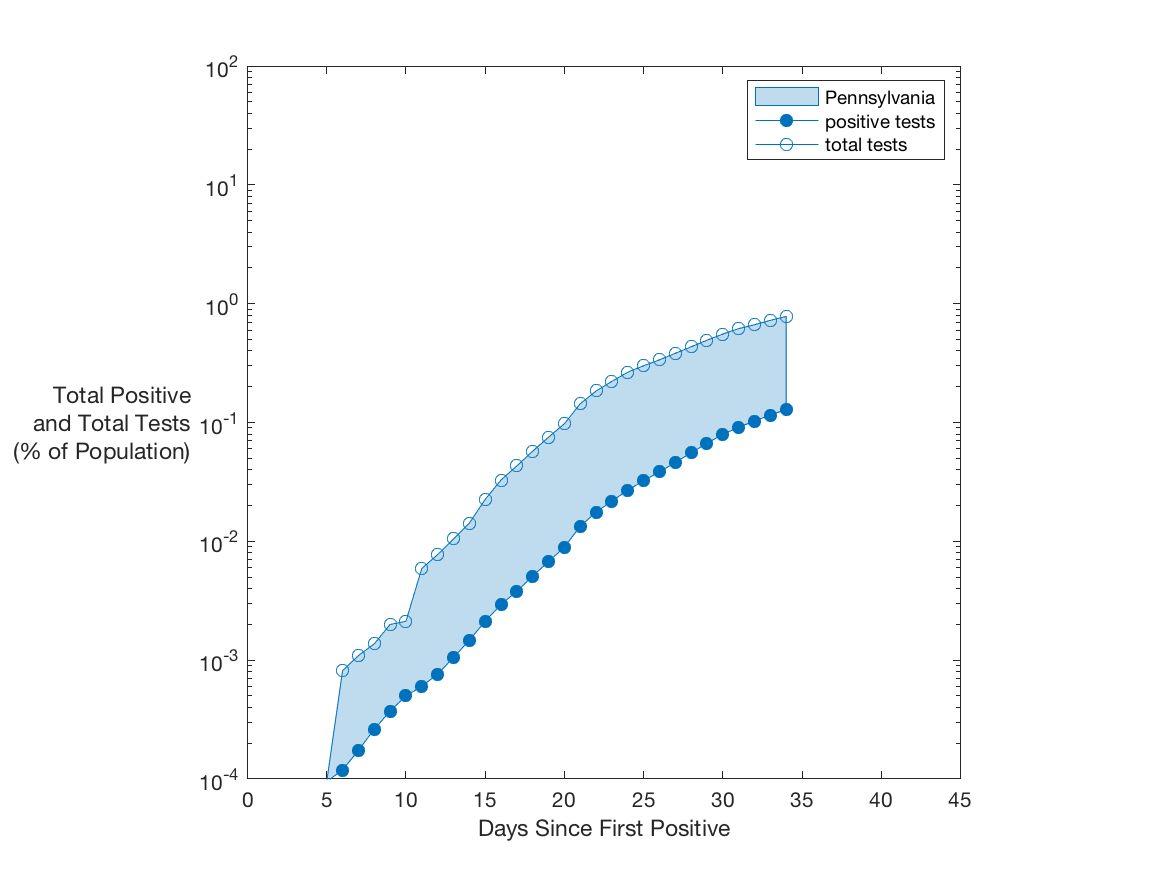 10^2
10^1
10^0
10^-1
10^-2
10^-3
10^-4
Total Positive
and Total Tests
(% of Population)
Pennsylvania
positive tests
total tests
0 5 10 15 20 25 30 35 40 45
Days Since First Positive